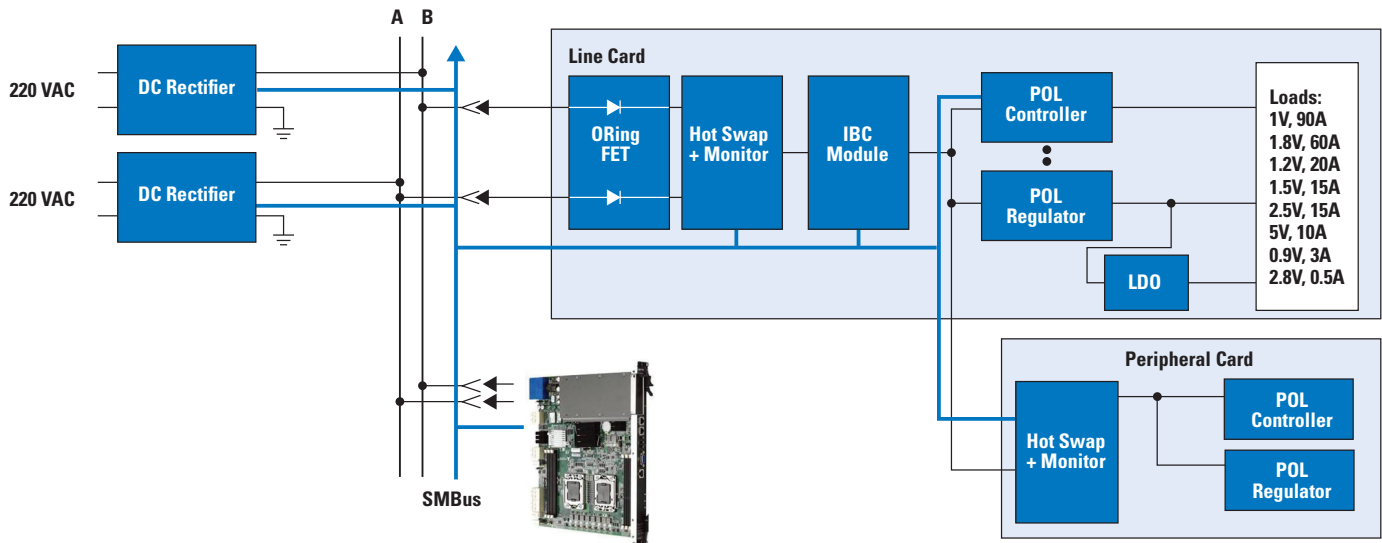 A B
220 VAC
DC Rectifier
220 VAC
DC Rectifier
SMBus
Line Card
ORing
FET
Hot Swap
+ Monitor
IBC
Module
POL
Controller
POL
Regulator
LDO
Loads:
1V, 90A
1.8V, 60A
1.2V, 20A
1.5V, 15A
2.5V, 15A
5V, 10A
0.9V, 3A
2.8V, 0.5A
Peripheral Card
Hot Swap
+ Monitor
POL
Controller
POL
Regulator